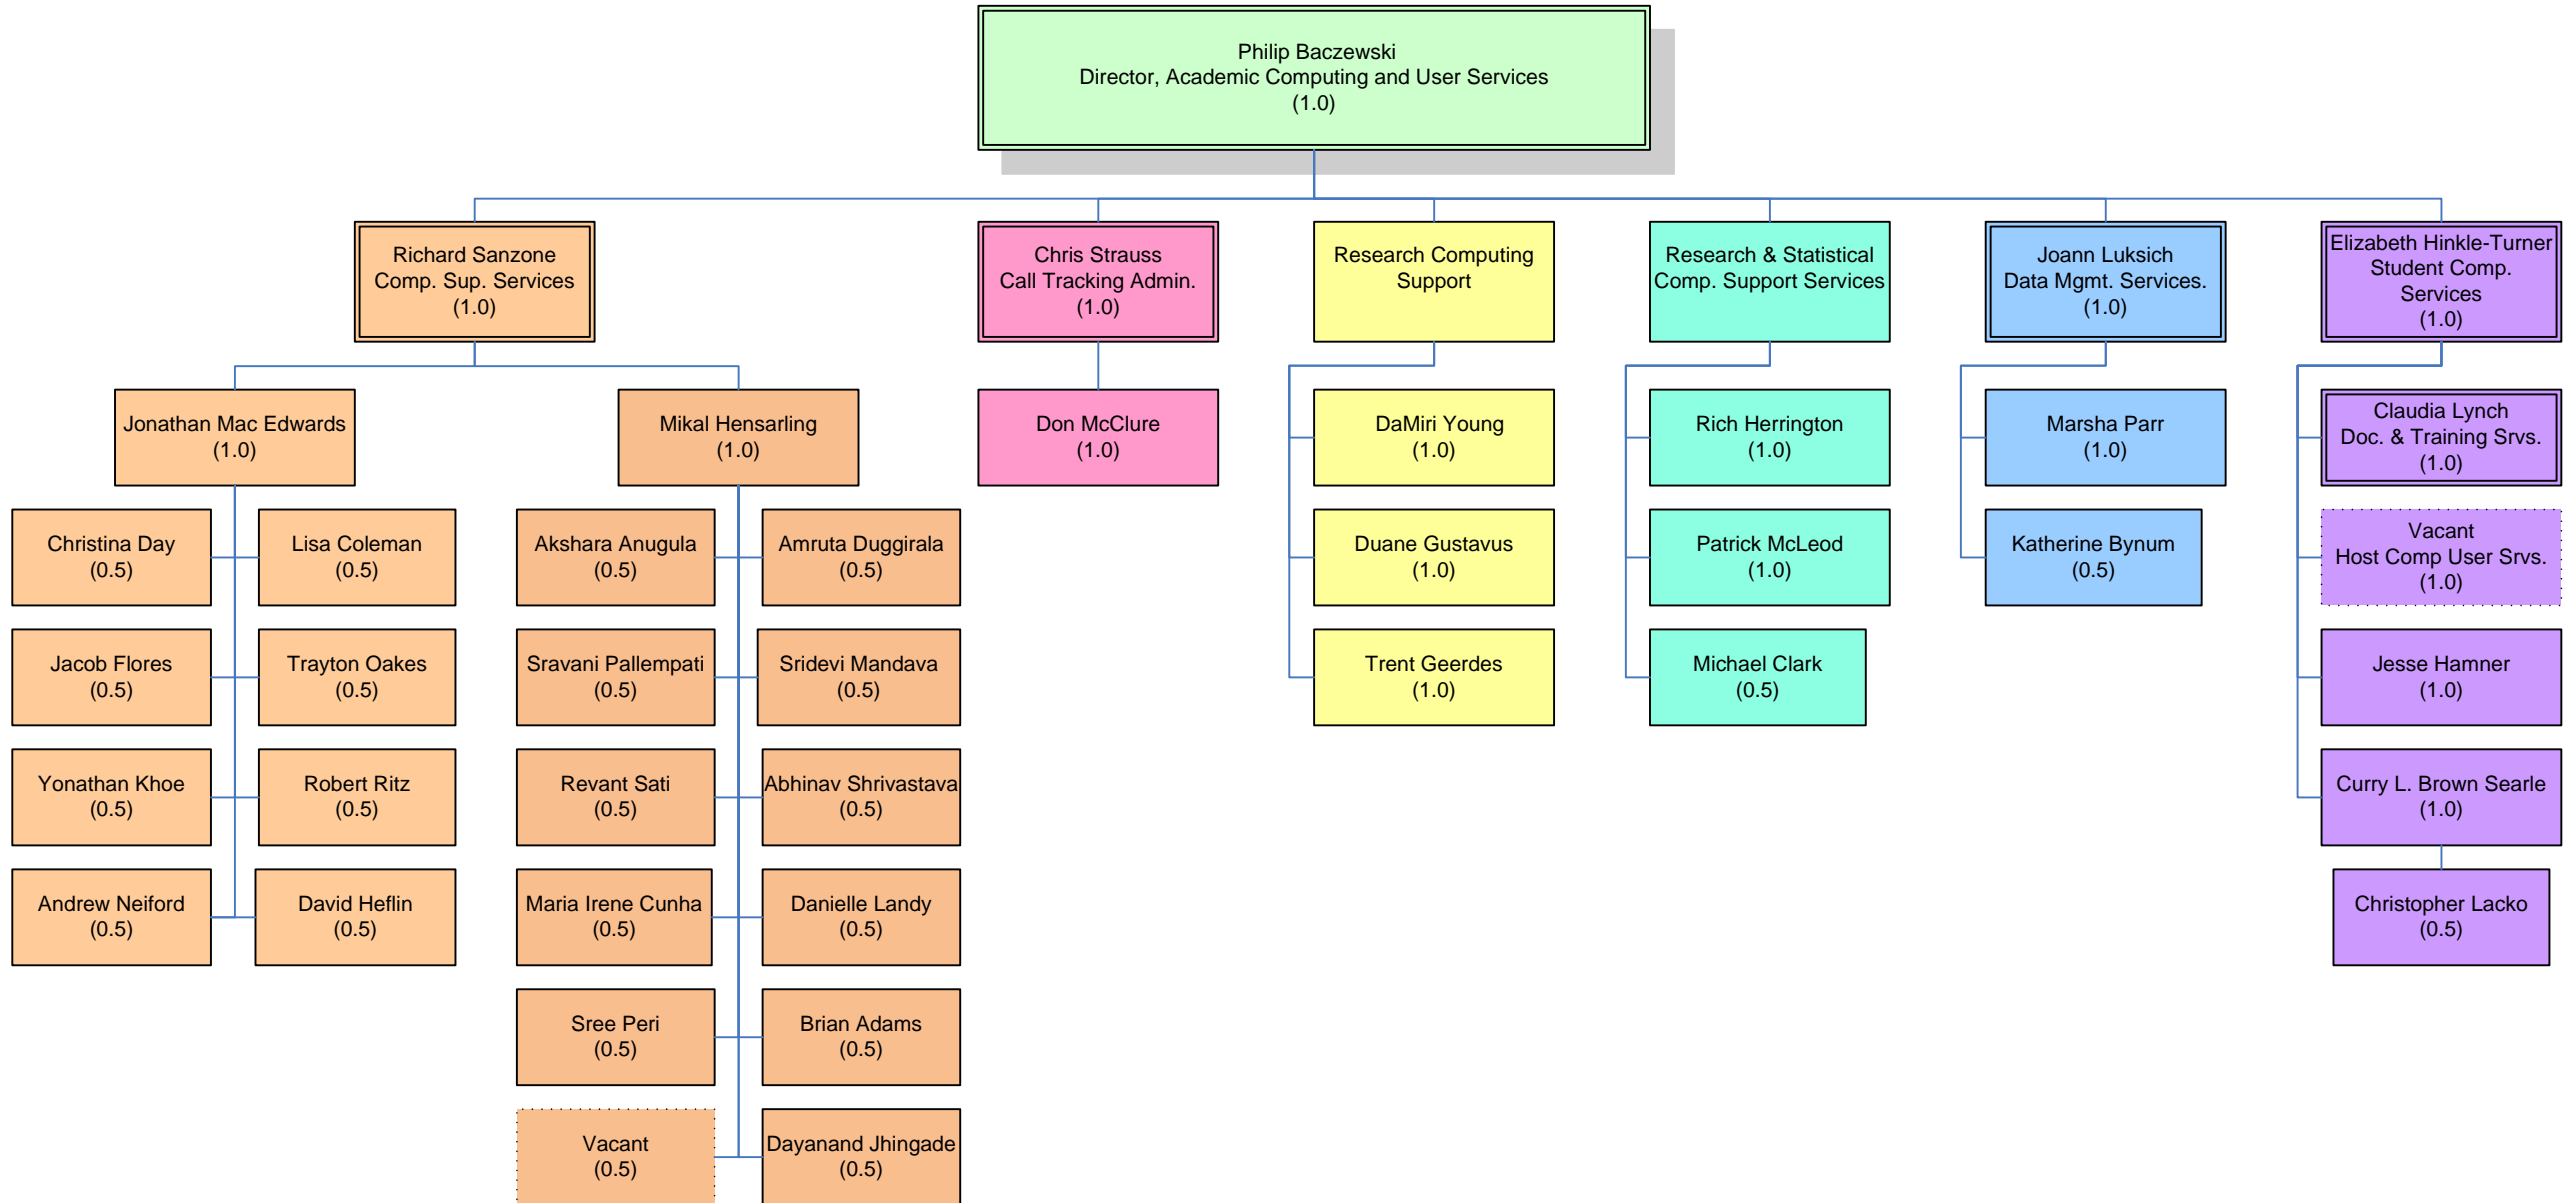 Philip Baczewski
Director, Academic Computing and User Services
(1.0)
Richard Sanzone
Comp. Sup. Services
(1.0)
Chris Strauss
Call Tracking Admin.
(1.0)
Research Computing
Support
Research & Statistical
Comp. Support Services
Joann Luksich
Data Mgmt. Services.
(1.0)
Elizabeth Hinkle-Turner
Student Comp.
Services
(1.0)
Jonathan Mac Edwards
(1.0)
Mikal Hensarling
(1.0)
Don McClure
(1.0)
DaMiri Young
(1.0)
Rich Herrington
(1.0)
Marsha Parr
(1.0)
Claudia Lynch
Doc. & Training Srvs.
(1.0)
Christina Day
(0.5)
Lisa Coleman
(0.5)
Akshara Anugula
(0.5)
Amruta Duggirala
(0.5)
Duane Gustavus
(1.0)
Patrick McLeod
(1.0)
Katherine Bynum
(0.5)
Vacant
Host Comp User Srvs.
(1.0)
Jacob Flores
(0.5)
Trayton Oakes
(0.5)
Sravani Pallempati
(0.5)
Sridevi Mandava
(0.5)
Trent Geerdes
(1.0)
Michael Clark
(0.5)
Jesse Hamner
(1.0)
Yonathan Khoe
(0.5)
Robert Ritz
(0.5)
Revant Sati
(0.5)
Abhinav Shrivastava
(0.5)
Curry L. Brown Searle
(1.0)
Andrew Neiford
(0.5)
David Heflin
(0.5)
Maria Irene Cunha
(0.5)
Danielle Landy
(0.5)
Christopher Lacko
(0.5)
Sree Peri
(0.5)
Brian Adams
(0.5)
Vacant
(0.5)
Dayanand Jhingade
(0.5)